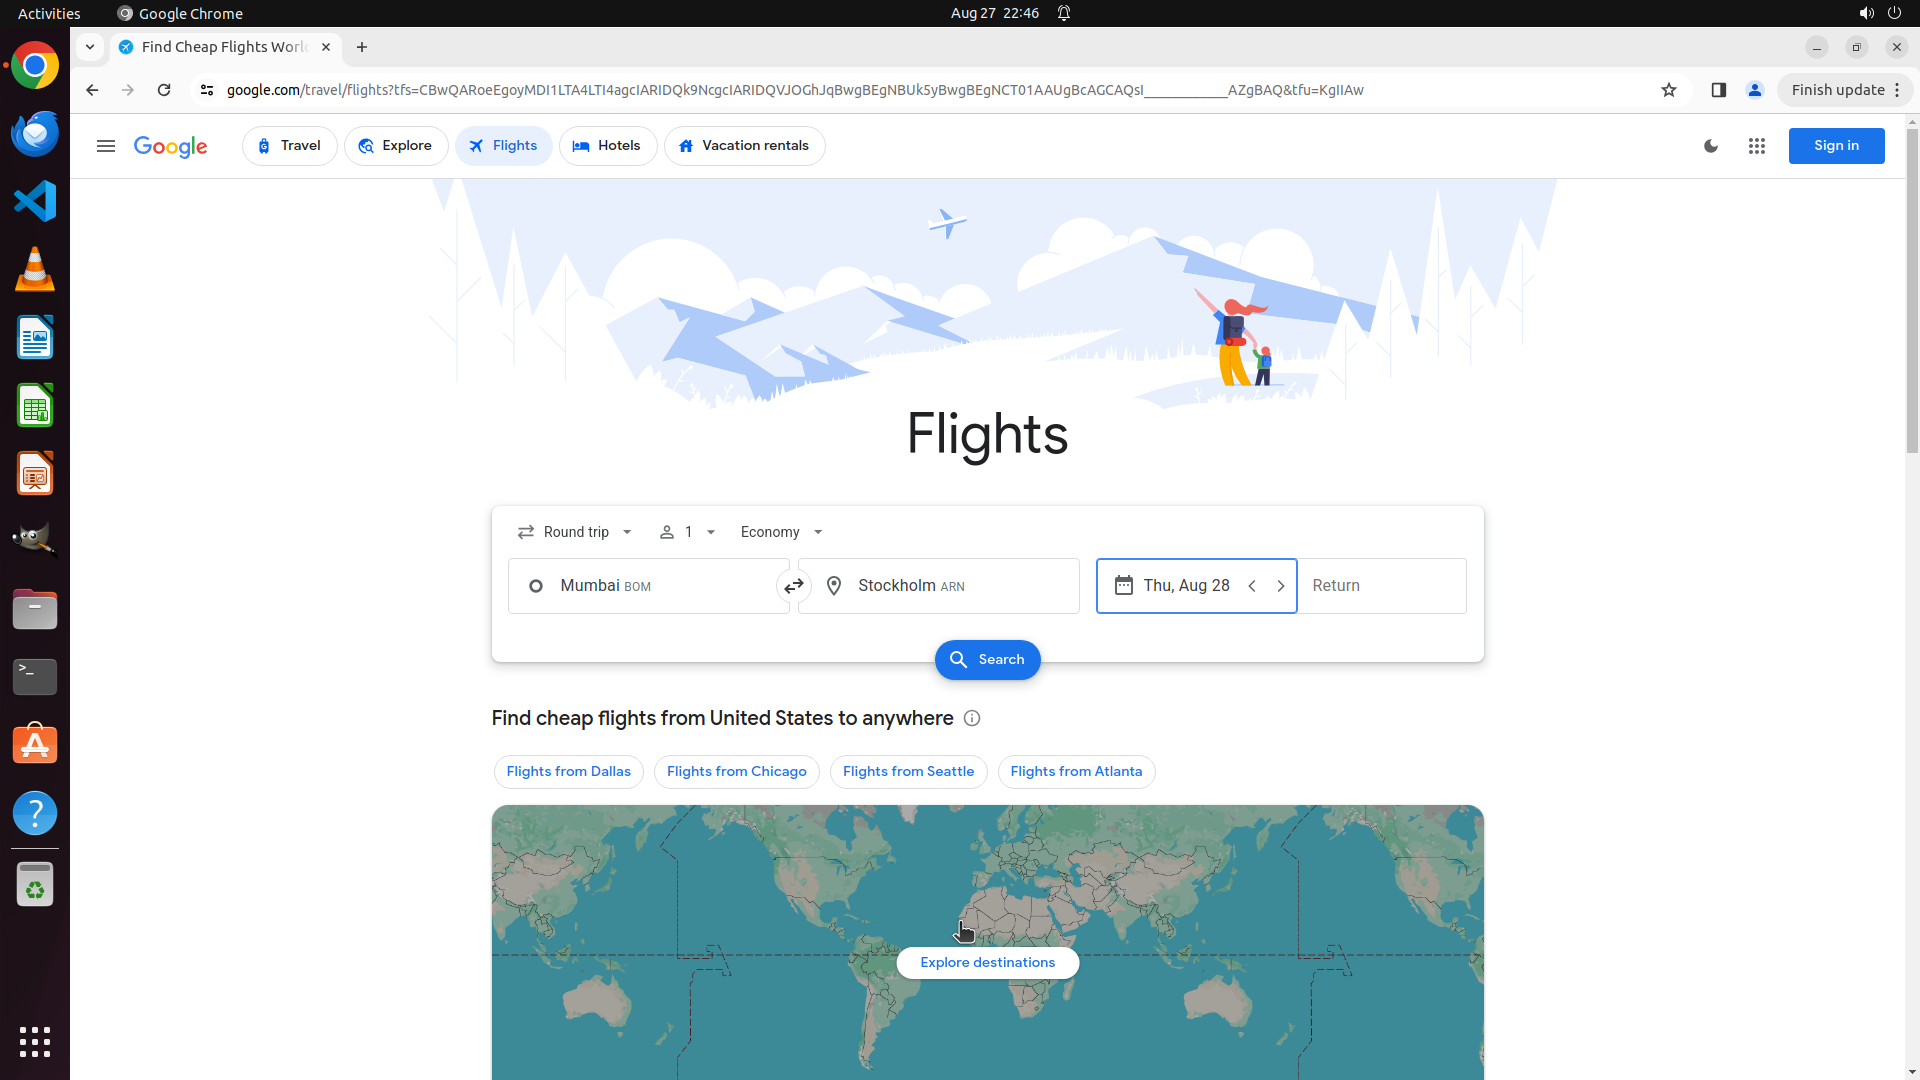 Activities
Google Chrome
Aug 27 22:46
Find Cheap Flights Worl
google.com/travel/flights?tfs=CBwQARoeEgoyMDI1LTA4LTI4agcIARIDQk9NcgcIARIDQVJOGhJqBwgBEgNBUk5yBwgBEgNCT01AAUgBcAGCAQsI____________AZgBAQ&tfu=KgIIAw
Finish update
Google
Travel
Explore
Flights
Hotels
Vacation rentals
Sign in
Flights
Round trip
1
Economy
Mumbai BOM
Stockholm ARN
Thu, Aug 28
Return
Search
Find cheap flights from United States to anywhere
Flights from Dallas
Flights from Chicago
Flights from Seattle
Flights from Atlanta
Explore destinations